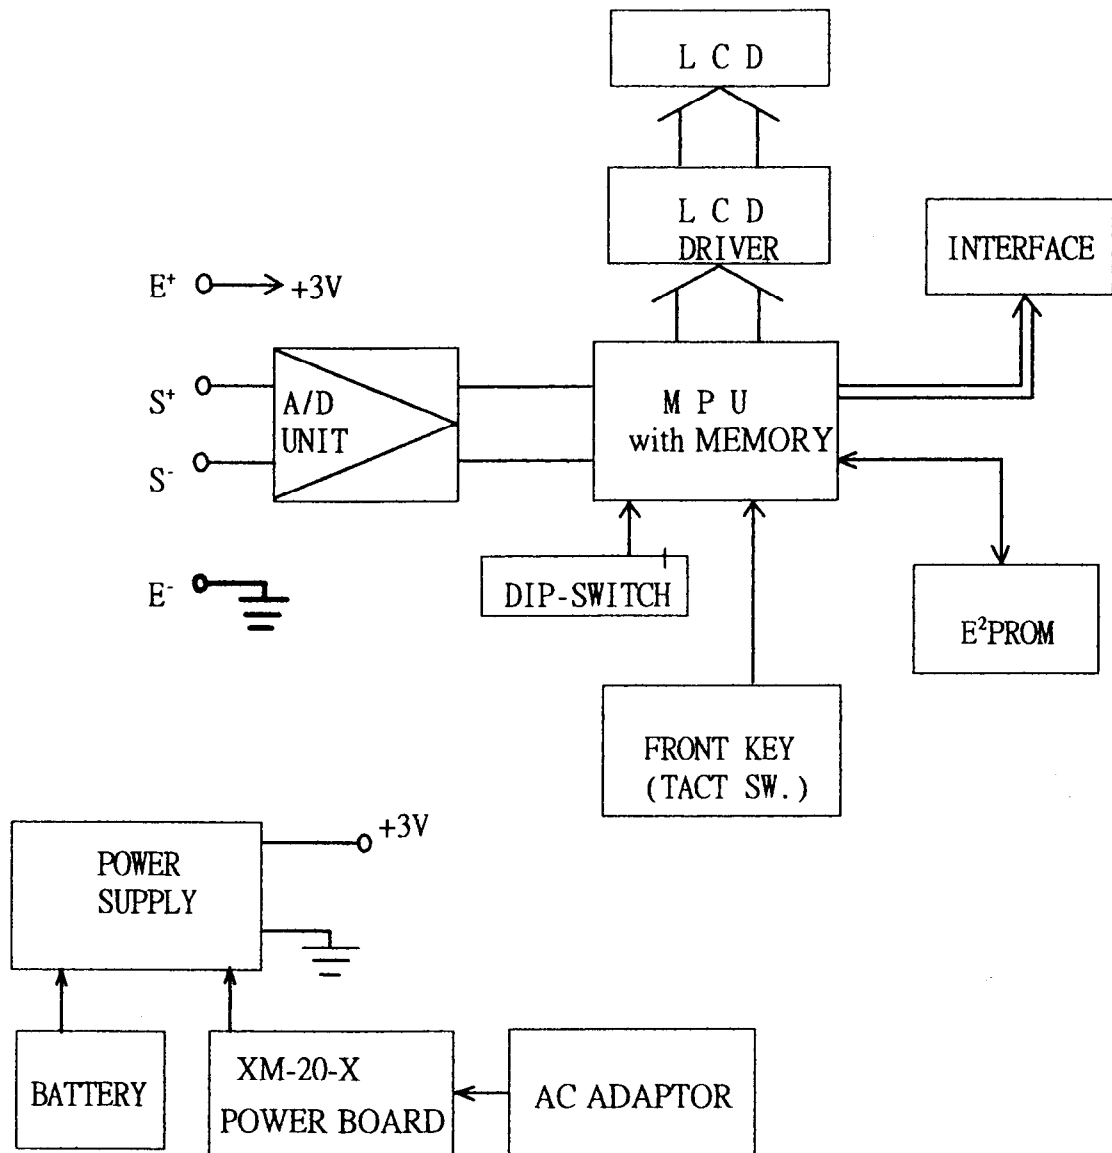 L C D
L C D
DRIVER
INTERFACE
E⁺
+3V
S⁺
A/D
UNIT
S⁻
M P U
with MEMORY
E⁻
DIP-SWITCH
E²PROM
FRONT KEY
(TACT SW.)
+3V
POWER
SUPPLY
BATTERY
XM-20-X
POWER BOARD
AC ADAPTOR